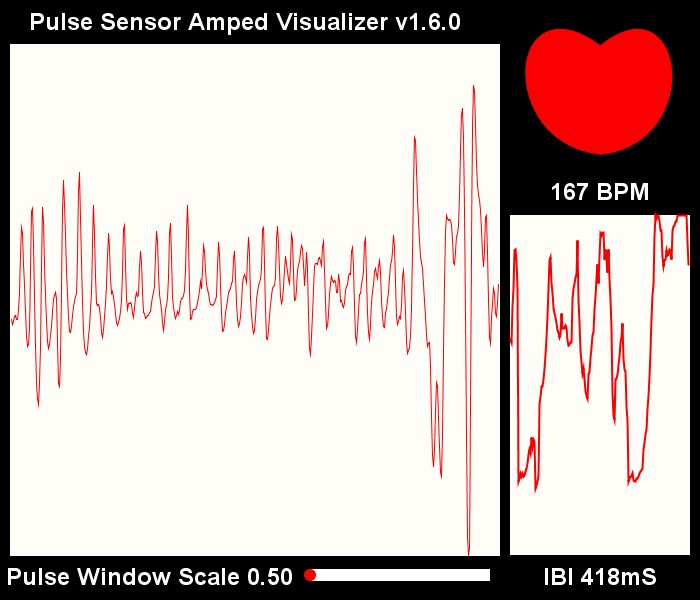 Pulse Sensor Amped Visualizer v1.6.0
167 BPM
Pulse Window Scale 0.50
IBI 418mS